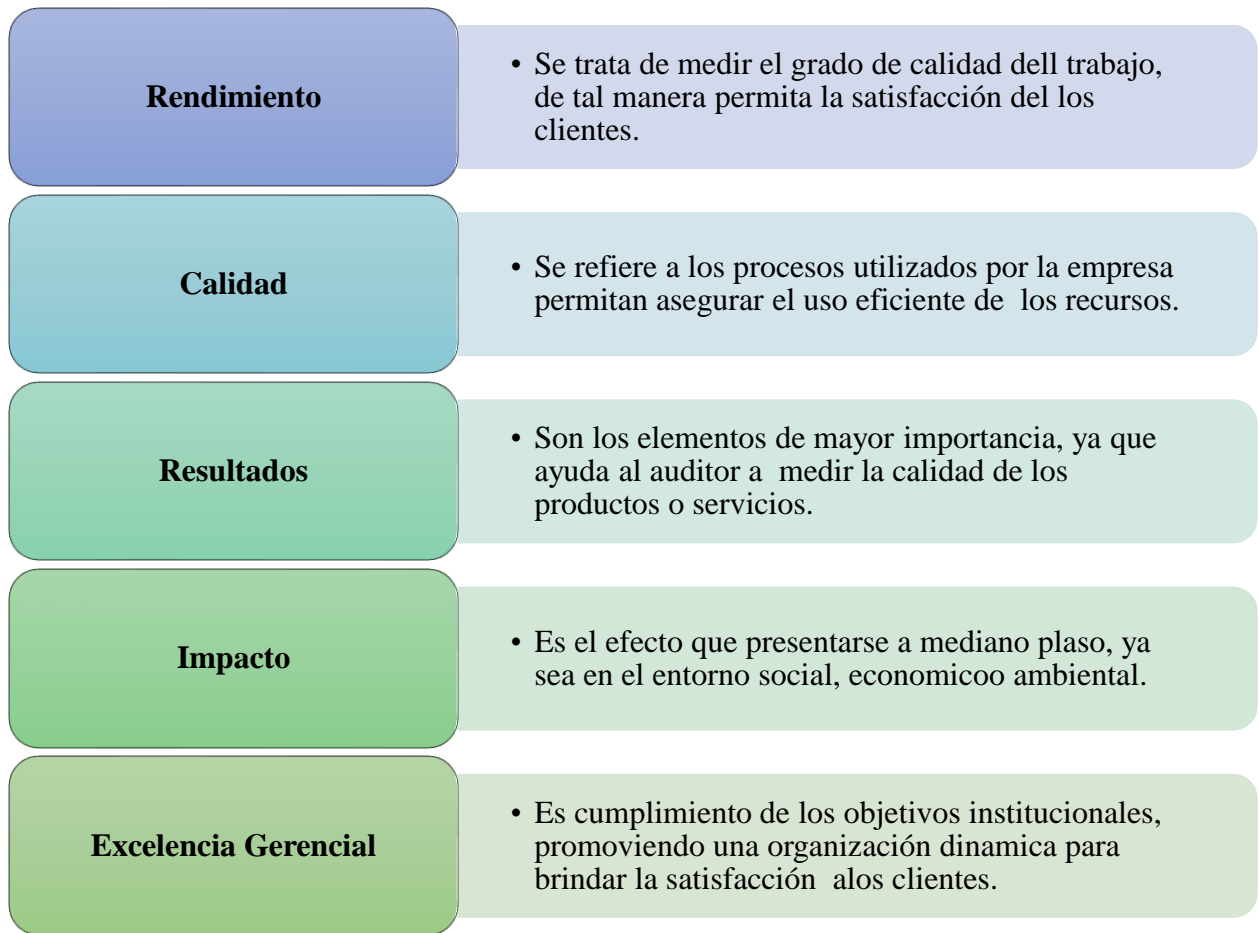 Rendimiento
• Se trata de medir el grado de calidad dell trabajo,
de tal manera permita la satisfacción del los
clientes.
Calidad
• Se refiere a los procesos utilizados por la empresa
permitan asegurar el uso eficiente de  los recursos.
Resultados
• Son los elementos de mayor importancia, ya que
ayuda al auditor a  medir la calidad de los
productos o servicios.
Impacto
• Es el efecto que presentarse a mediano plaso, ya
sea en el entorno social, economicoo ambiental.
Excelencia Gerencial
• Es cumplimiento de los objetivos institucionales,
promoviendo una organización dinamica para
brindar la satisfacción  alos clientes.